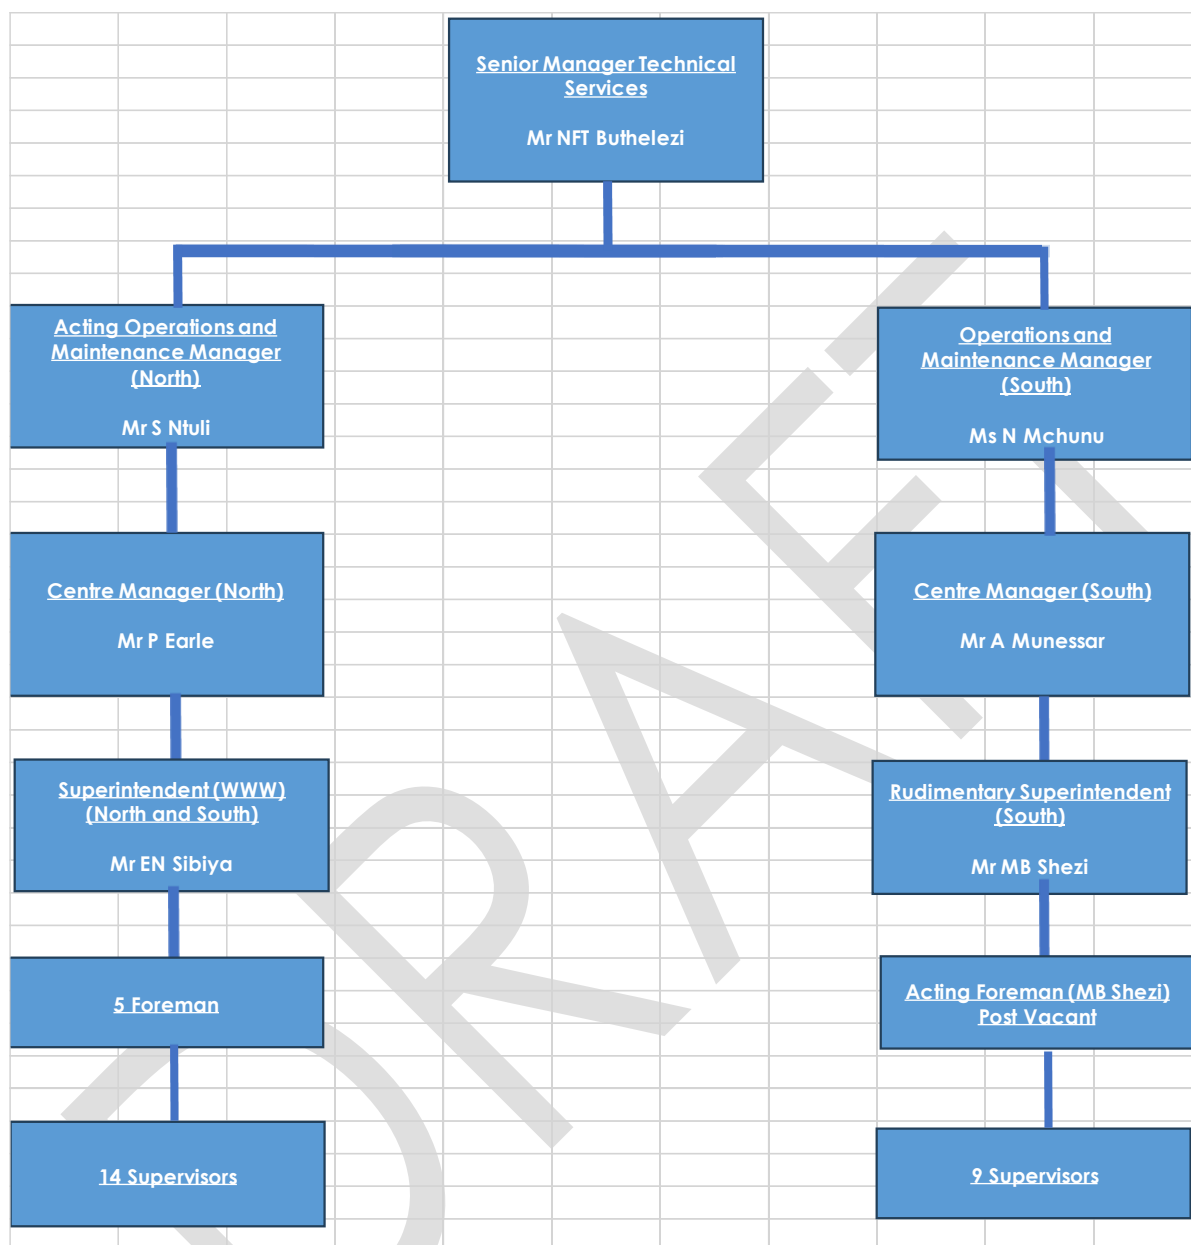 Senior Manager Technical
Services
Mr NFT Buthelezi
Acting Operations and
Maintenance Manager
(North)
Mr S Ntuli
Operations and
Maintenance Manager
(South)
Ms N Mchunu
Centre Manager (North)
Mr P Earle
Centre Manager (South)
Mr A Munessar
Superintendent (WWW)
(North and South)
Mr EN Sibiya
Rudimentary Superintendent
(South)
Mr MB Shezi
5 Foreman
Acting Foreman (MB Shezi)
Post Vacant
14 Supervisors
9 Supervisors
DRAFT